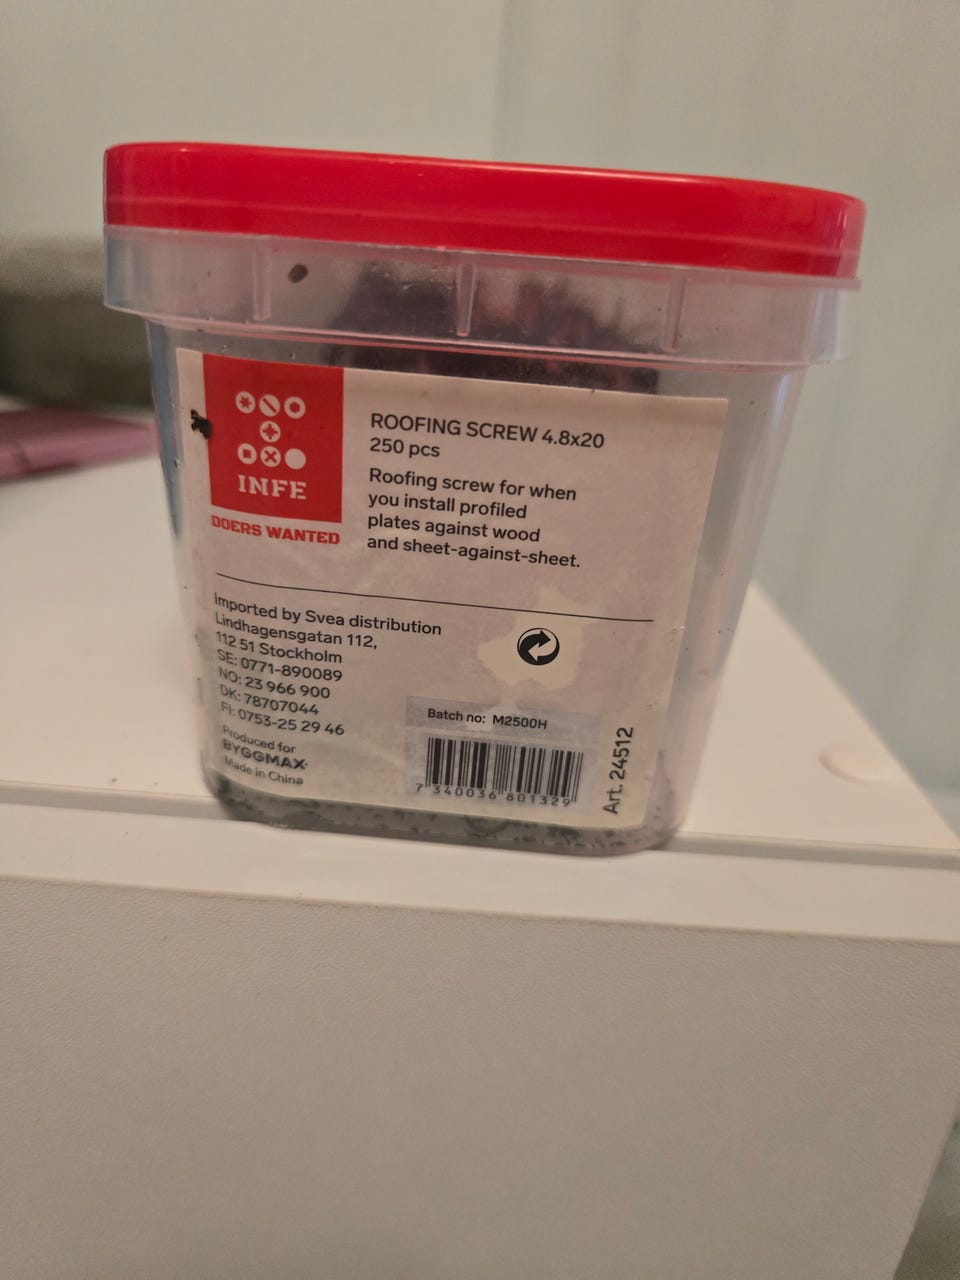 INFE
DOERS WANTED
ROOFING SCREW 4.8x20
250 pcs
Roofing screw for when
you install profiled
plates against wood
and sheet-against-sheet.
Imported by Svea distribution
Lindhagensgatan 112,
112 51 Stockholm
SE: 0771-890089
NO: 23 966 900
DK: 78707044
FI: 0753-25 29 46
Produced for
BYGGMAX
Made in China
Batch no: M2500H
7 340036 801329
Art. 24512